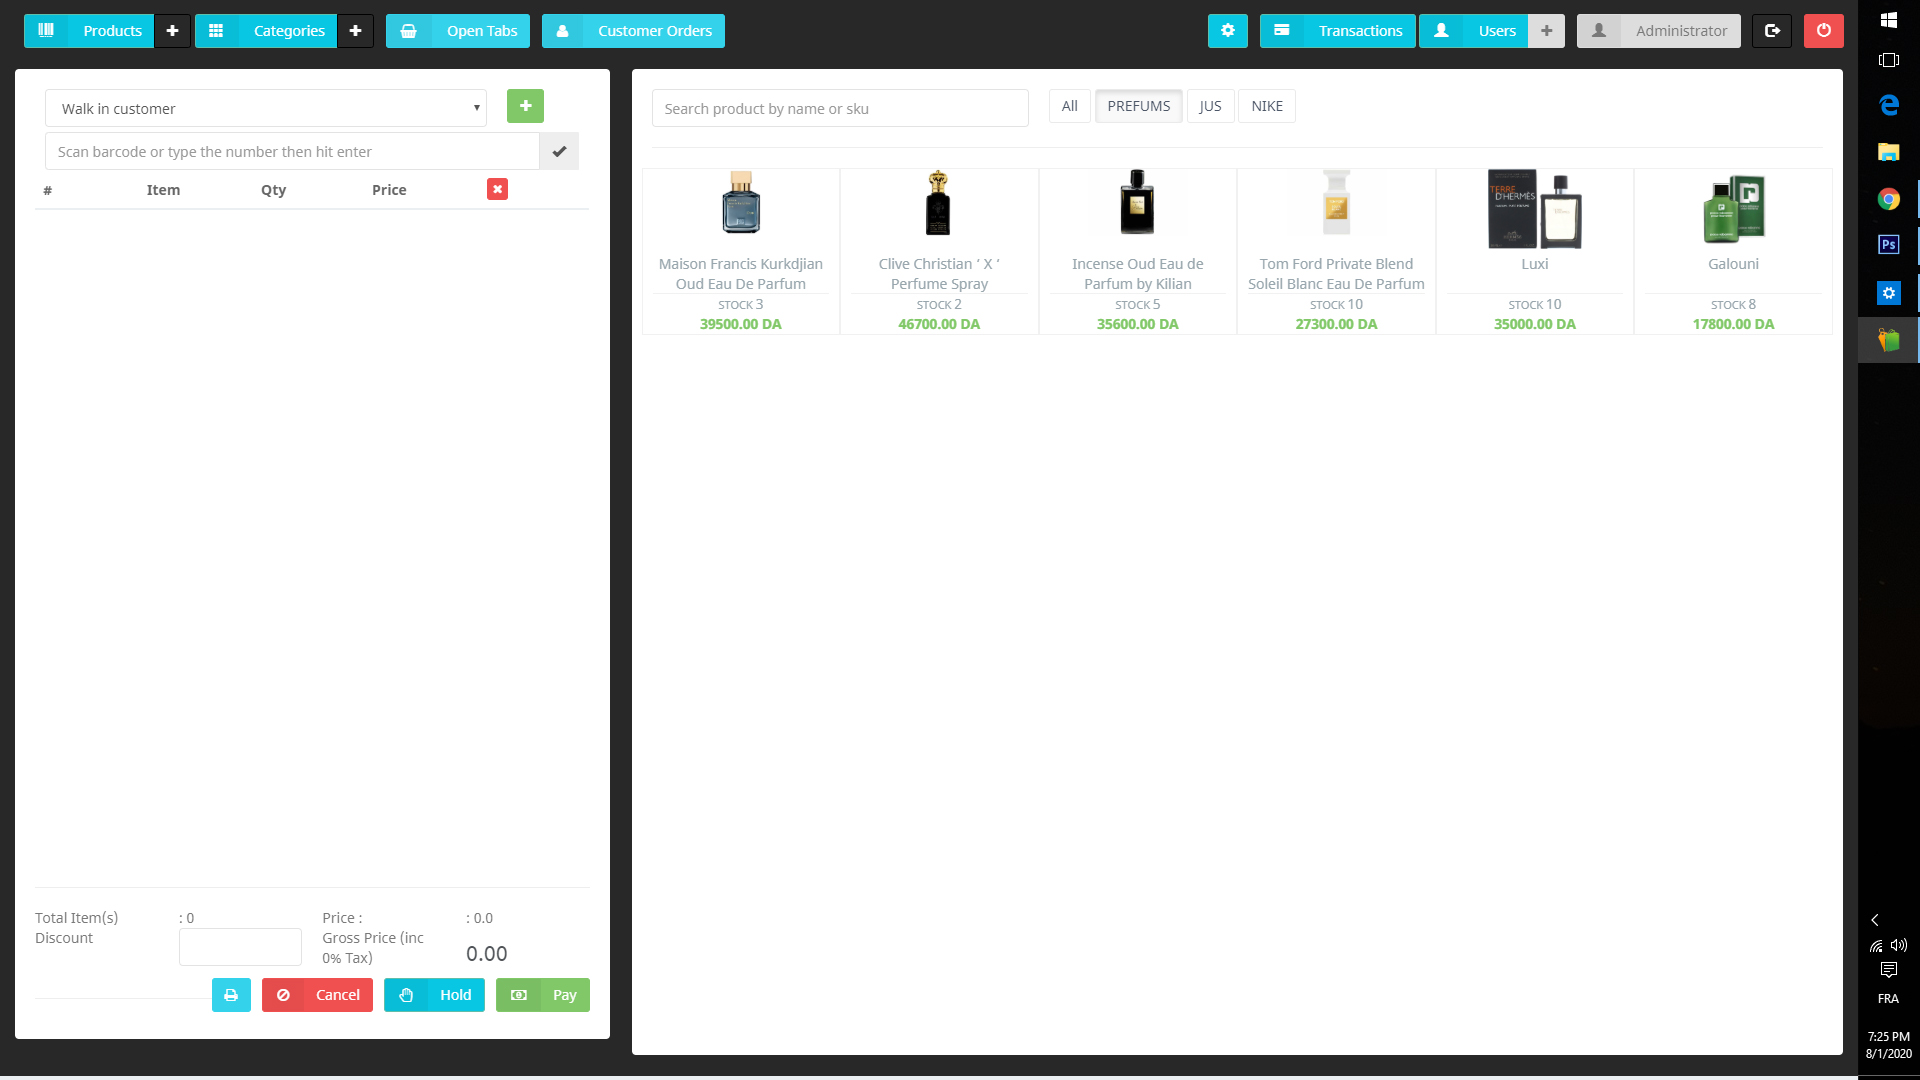 Products
Categories
Open Tabs
Customer Orders
Transactions
Users
Administrator
Walk in customer
Scan barcode or type the number then hit enter
# Item Qty Price
Search product by name or sku
All PREFUMS JUS NIKE
TERRE
D'HERMÈS
Maison Francis Kurkdjian
Oud Eau De Parfum
STOCK 3
39500.00 DA
Clive Christian ‘ X ’
Perfume Spray
STOCK 2
46700.00 DA
Incense Oud Eau de
Parfum by Kilian
STOCK 5
35600.00 DA
Tom Ford Private Blend
Soleil Blanc Eau De Parfum
STOCK 10
27300.00 DA
Luxi
STOCK 10
35000.00 DA
Galouni
STOCK 8
17800.00 DA
Total Item(s) : 0 Price : : 0.0
Discount Gross Price (inc
0% Tax) 0.00
Cancel Hold Pay
Ps
FRA
7:25 PM
8/1/2020